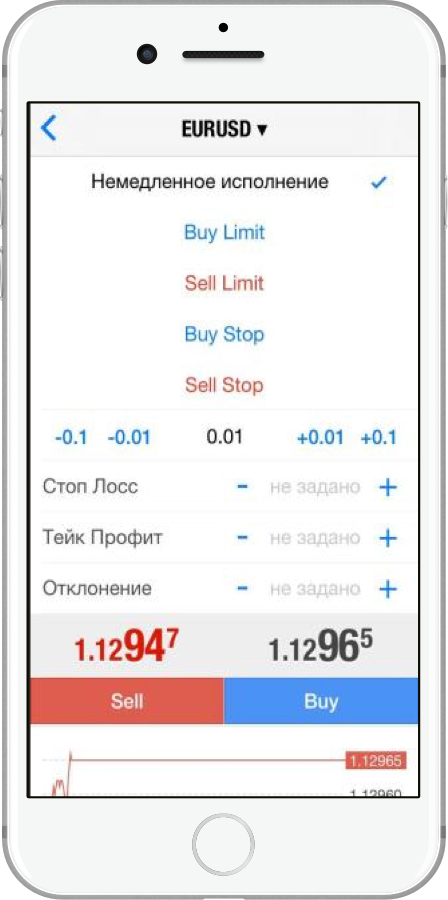 EURUSD ▾
Немедленное исполнение
Buy Limit
Sell Limit
Buy Stop
Sell Stop
-0.1 -0.01 0.01 +0.01 +0.1
Стоп Лосс - не задано +
Тейк Профит - не задано +
Отклонение - не задано +
1.12947 1.12965
Sell Buy
1.12965
1.12960